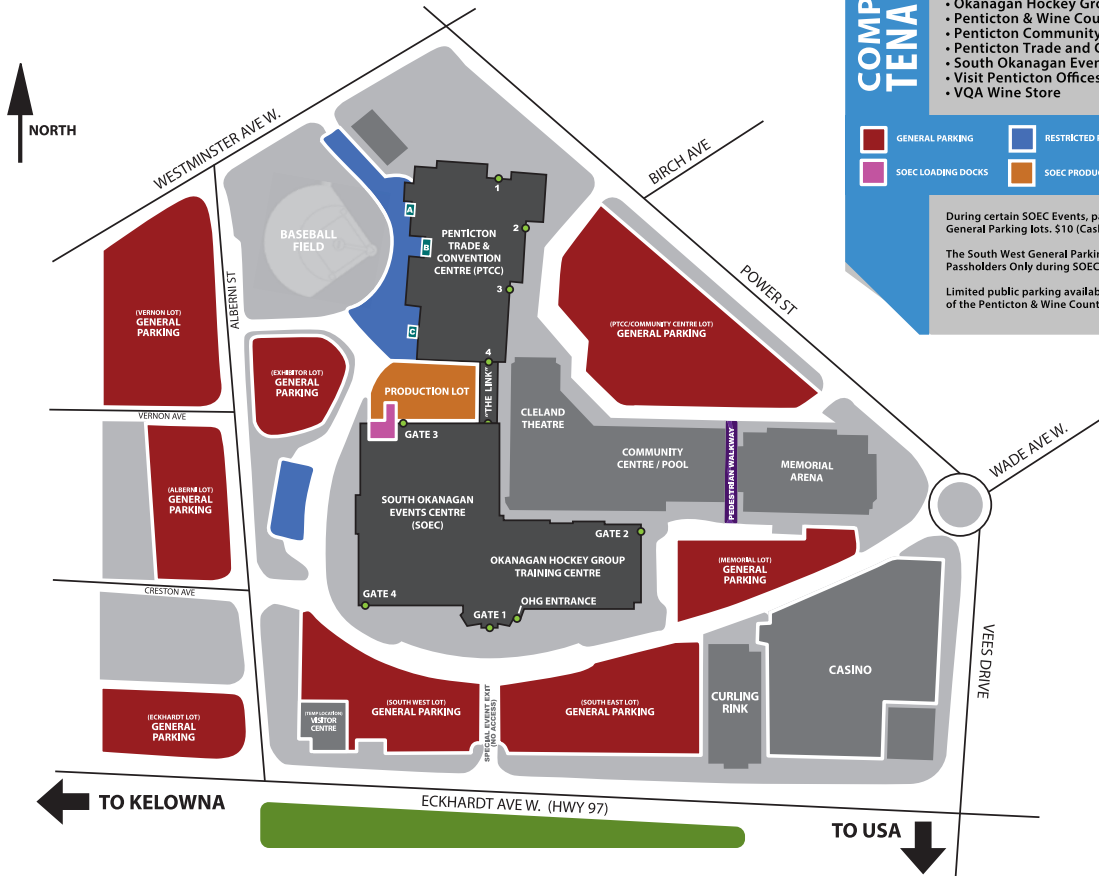 COMP
TENA
• Okanagan Hockey Gro
• Penticton & Wine Cou
• Penticton Community
• Penticton Trade and C
• South Okanagan Even
• Visit Penticton Offices
• VQA Wine Store
GENERAL PARKING
RESTRICTED P
SOEC LOADING DOCKS
SOEC PRODUC
During certain SOEC Events, pa
General Parking lots. $10 (Cas
The South West General Parkin
Passholders Only during SOEC
Limited public parking availab
of the Penticton & Wine Count
NORTH
WESTMINSTER AVE W.
BIRCH AVE
POWER ST
WADE AVE W.
VEES DRIVE
ALBERNI ST
VERNON AVE
CRESTON AVE
ECKHARDT AVE W. (HWY 97)
BASEBALL
FIELD
A
B
C
1
2
3
4
PENTICTON
TRADE &
CONVENTION
CENTRE (PTCC)
(VERNON LOT)
GENERAL
PARKING
(EXHIBITOR LOT)
GENERAL
PARKING
(PTCC/COMMUNITY CENTRE LOT)
GENERAL PARKING
PRODUCTION LOT
"THE LINK"
CLELAND
THEATRE
COMMUNITY
CENTRE / POOL
PEDESTRIAN WALKWAY
MEMORIAL
ARENA
GATE 3
(ALBERNI LOT)
GENERAL
PARKING
SOUTH OKANAGAN
EVENTS CENTRE
(SOEC)
GATE 2
OKANAGAN HOCKEY GROUP
TRAINING CENTRE
(MEMORIAL LOT)
GENERAL
PARKING
GATE 4
GATE 1
OHG ENTRANCE
CASINO
CURLING
RINK
(ECKHARDT LOT)
GENERAL
PARKING
(TEMP LOCATION)
VISITOR
CENTRE
(SOUTH WEST LOT)
GENERAL PARKING
SPECIAL EVENT EXIT
(NO ACCESS)
(SOUTH EAST LOT)
GENERAL PARKING
TO KELOWNA
TO USA